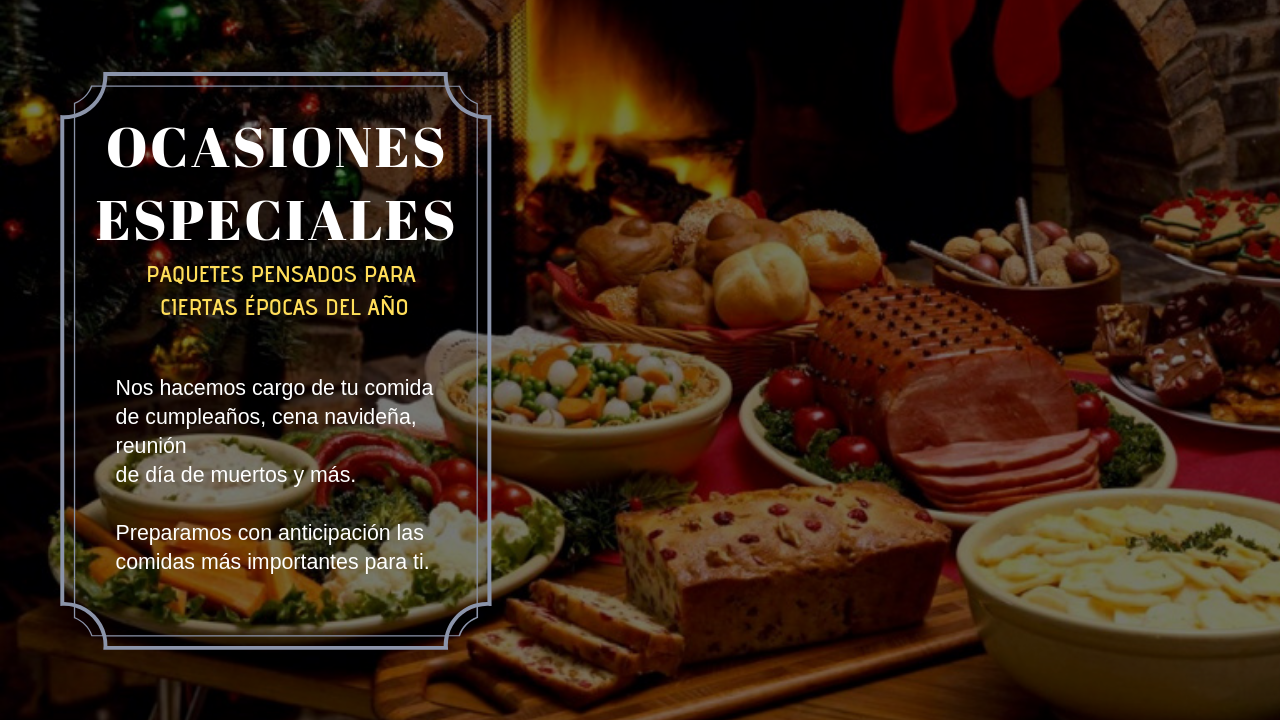 OCASIONES
ESPECIALES
PAQUETES PENSADOS PARA
CIERTAS ÉPOCAS DEL AÑO
Nos hacemos cargo de tu comida
de cumpleaños, cena navideña,
reunión
de día de muertos y más.
Preparamos con anticipación las
comidas más importantes para ti.